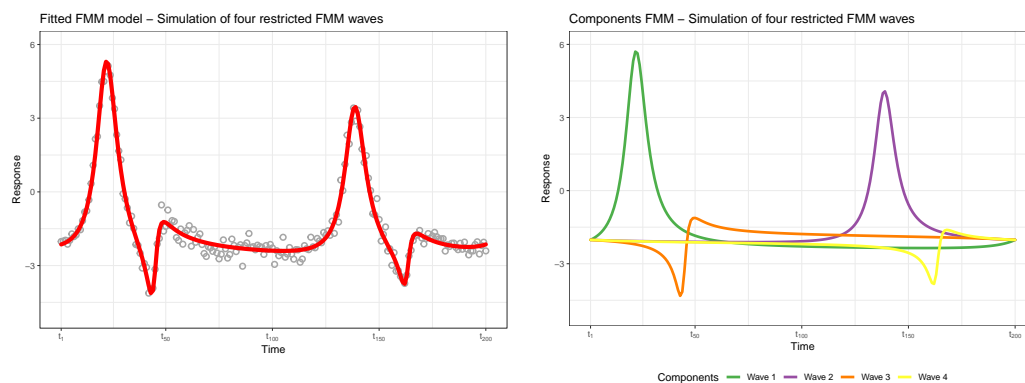 Fitted FMM model – Simulation of four restricted FMM waves
6
3
0
−3
Response
t1
t50
t100
t150
t200
Time
Components FMM – Simulation of four restricted FMM waves
6
3
0
−3
Response
t1
t50
t100
t150
t200
Time
Components Wave 1 Wave 2 Wave 3 Wave 4